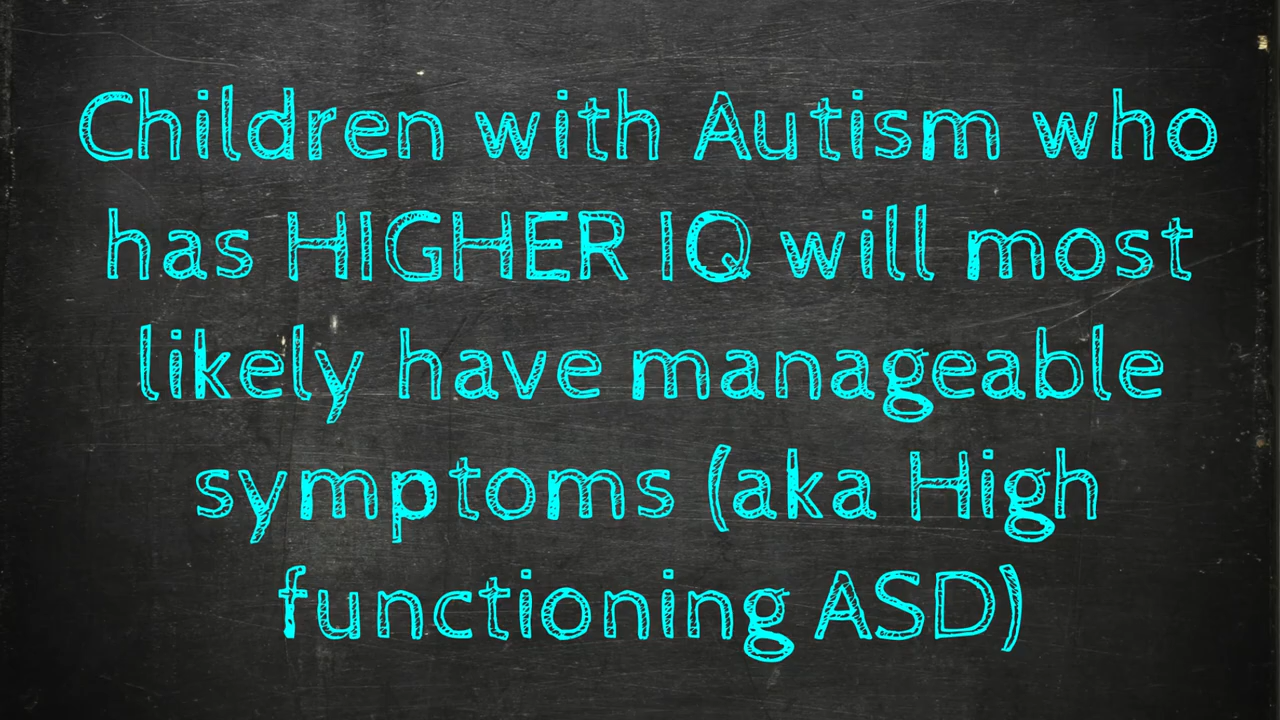 Children with Autism who
has HIGHER IQ will most
likely have manageable
symptoms (aka High
functioning ASD)